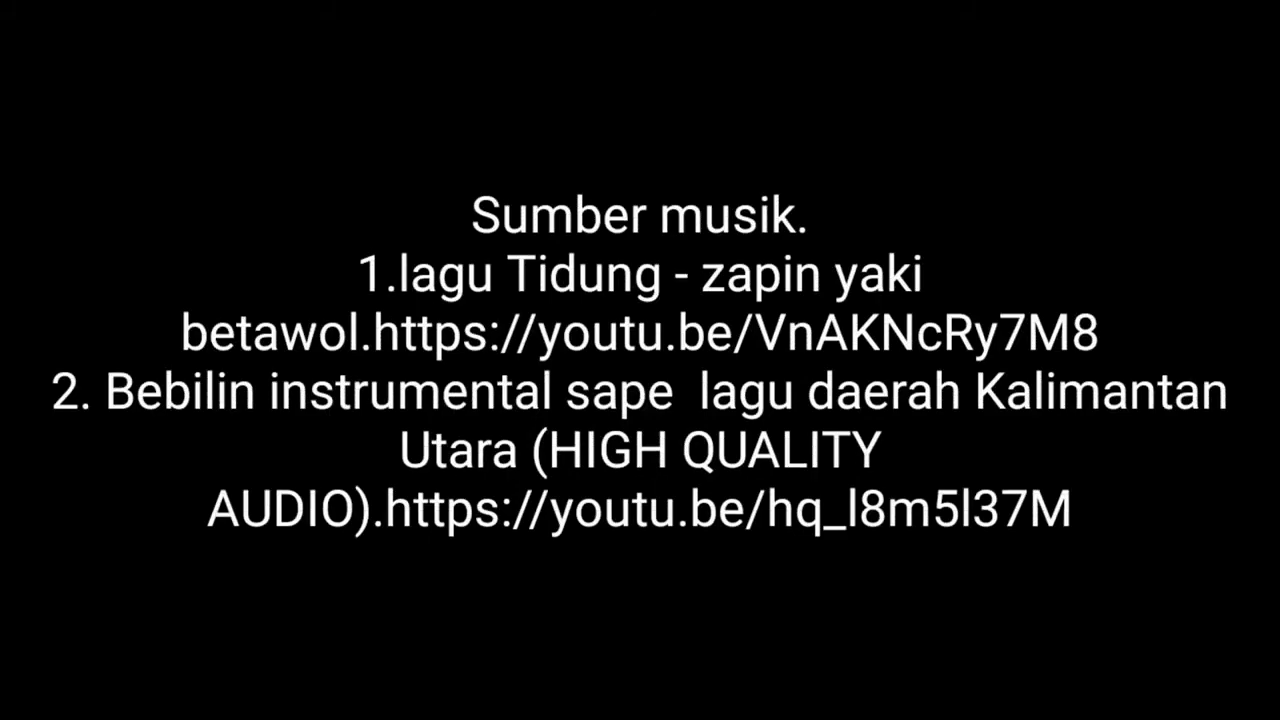 Sumber musik.
1.lagu Tidung - zapin yaki
betawol.https://youtu.be/VnAKNcRy7M8
2. Bebilin instrumental sape  lagu daerah Kalimantan
Utara (HIGH QUALITY
AUDIO).https://youtu.be/hq_l8m5l37M